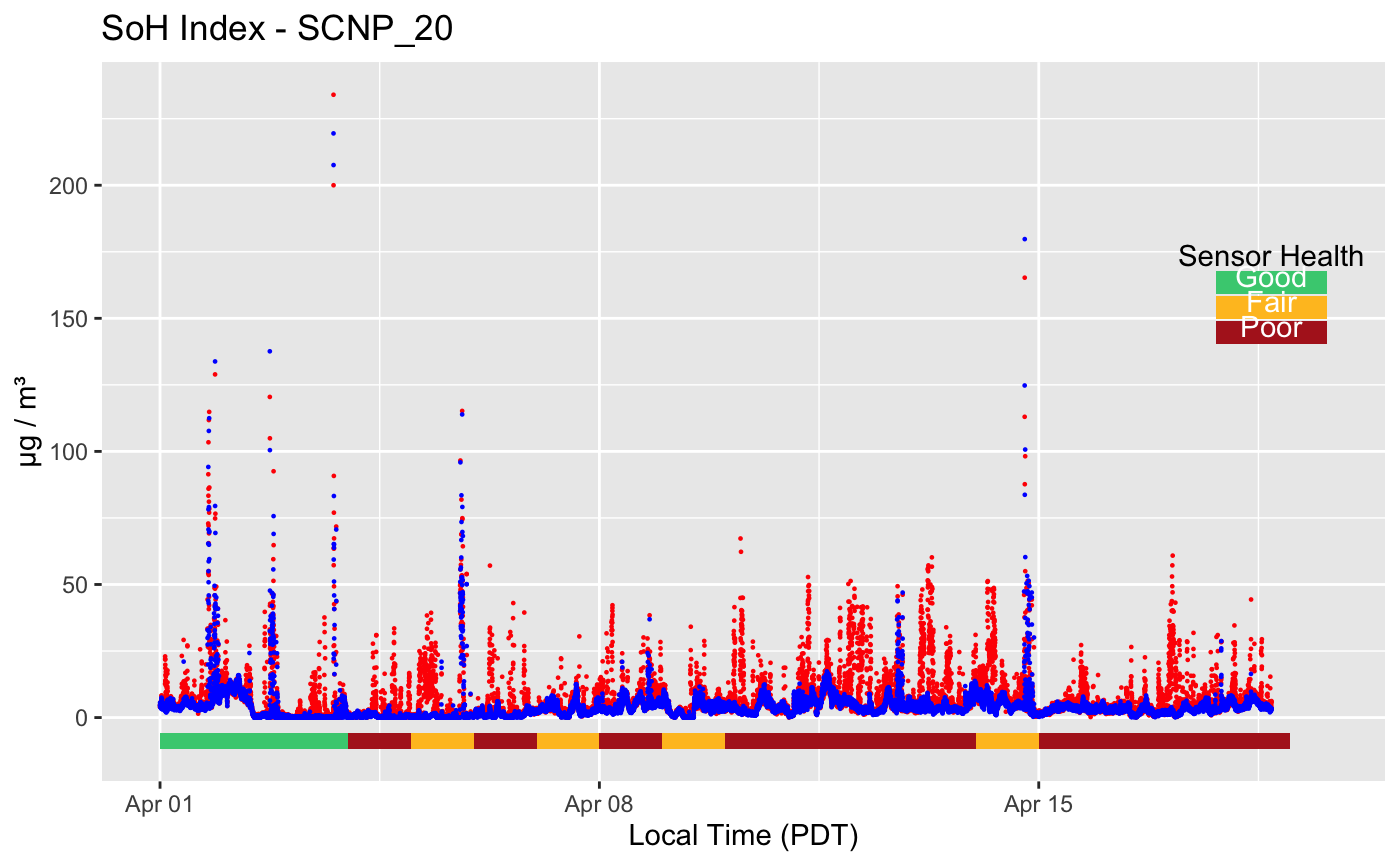 SoH Index - SCNP_20
µg / m³
200
150
100
50
0
Sensor Health
Good
Fair
Poor
Apr 01
Apr 08
Apr 15
Local Time (PDT)